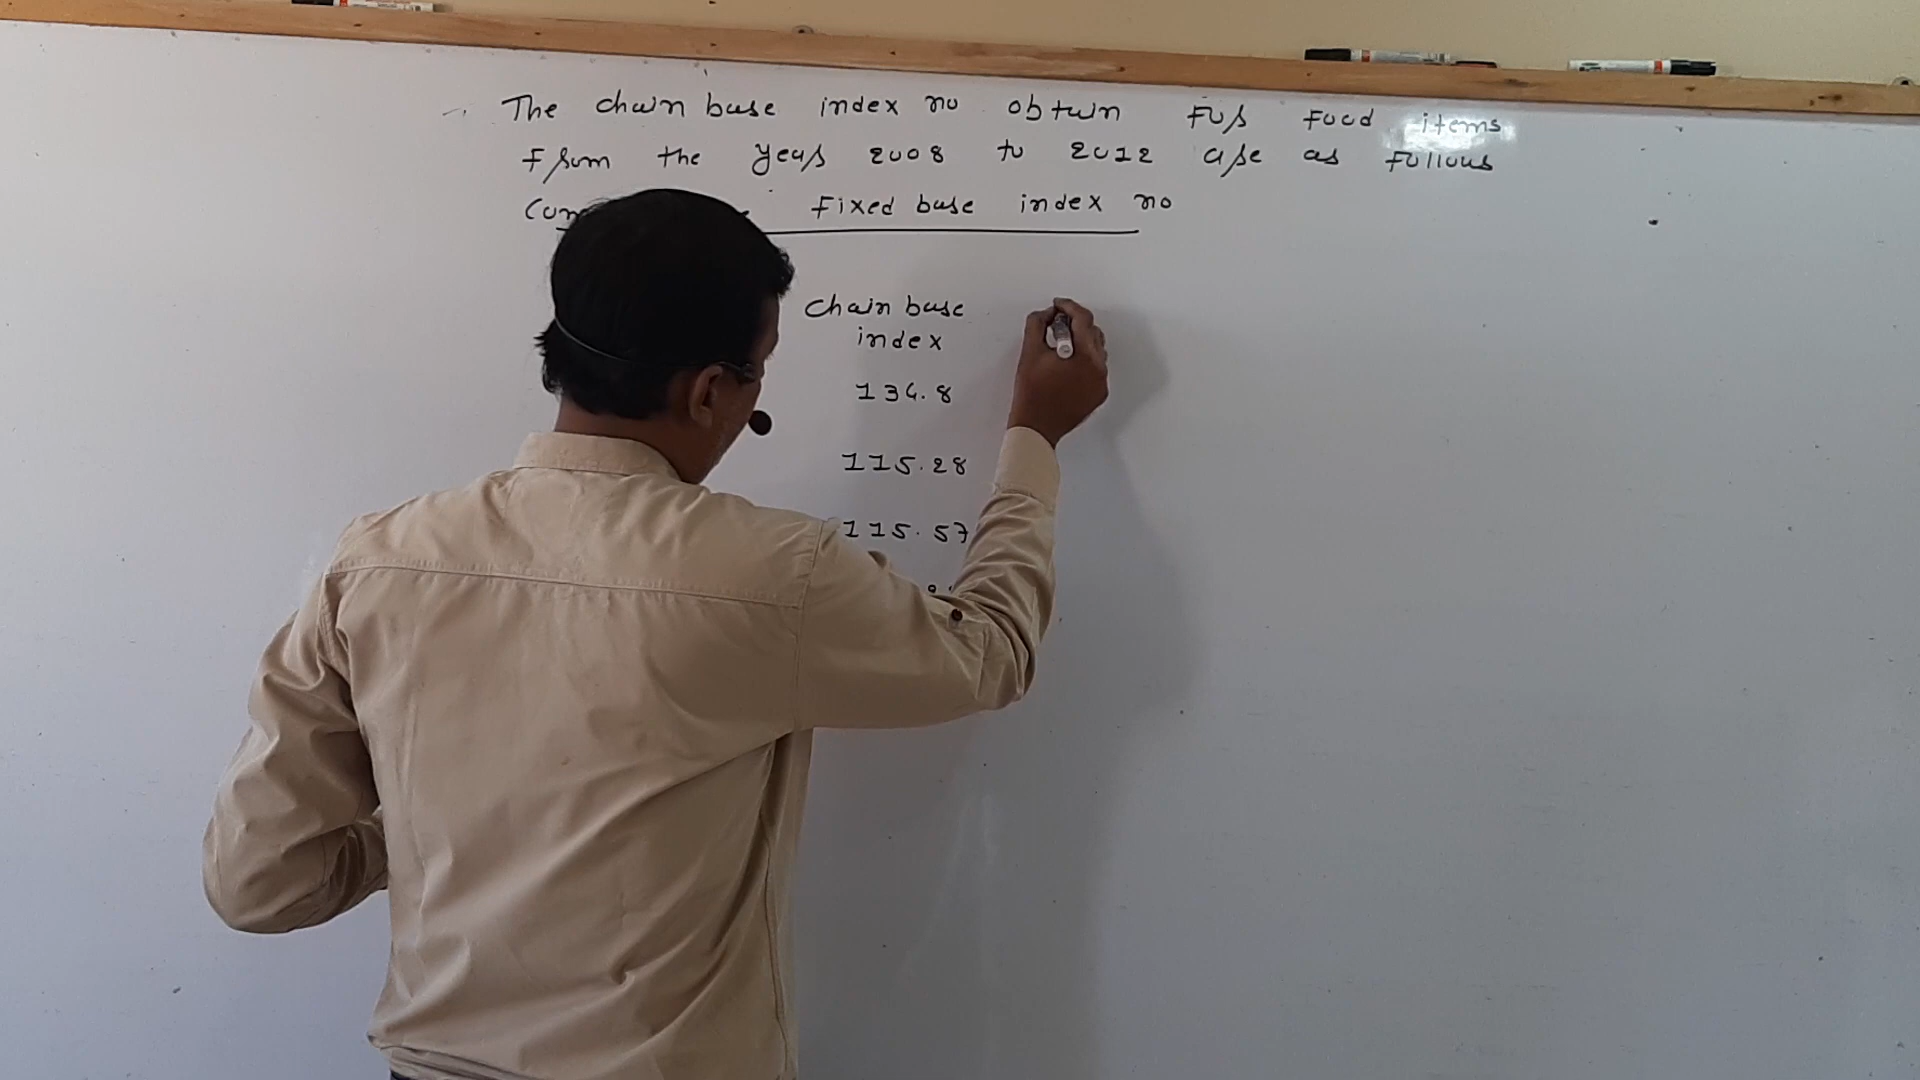 The chain base index no obtain For Food items
From the year 2008 to 2012 are as follows
Fixed base index no
Chain base
index
134.8
115.28
115.57